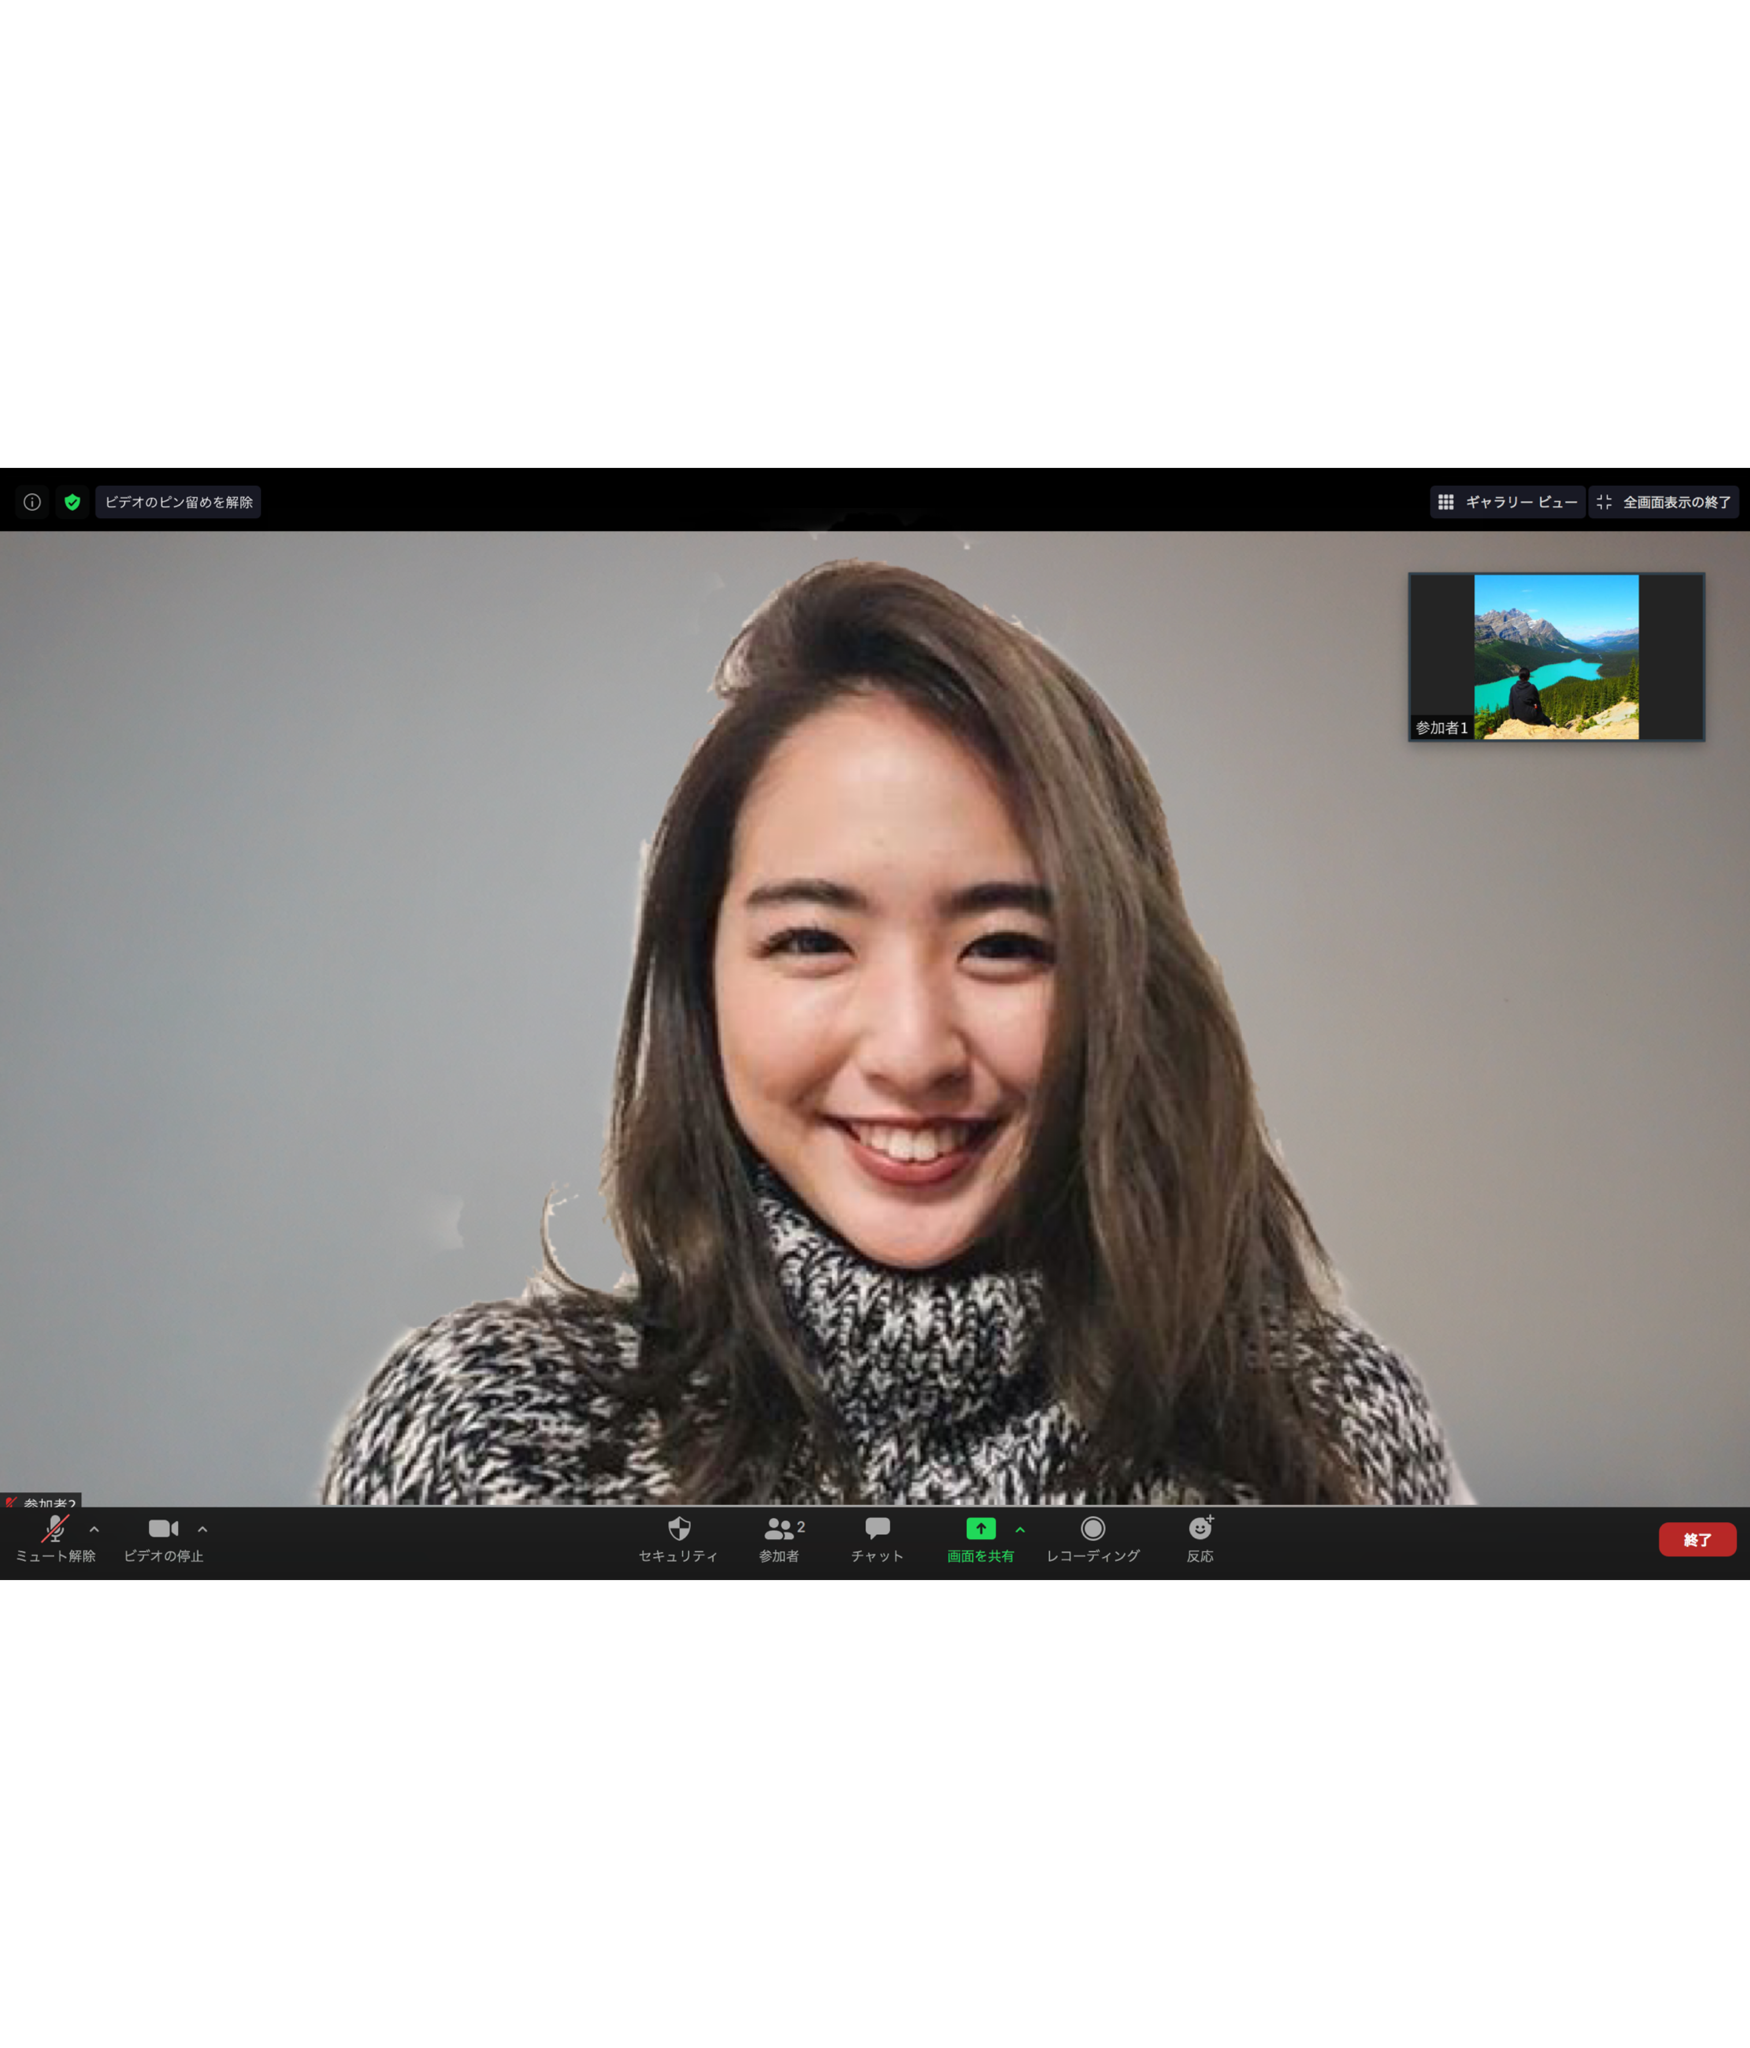 ビデオのピン留めを解除
ギャラリー ビュー
全画面表示の終了
参加者1
参加者2
ミュート解除
ビデオの停止
セキュリティ
参加者
2
チャット
画面を共有
レコーディング
反応
終了